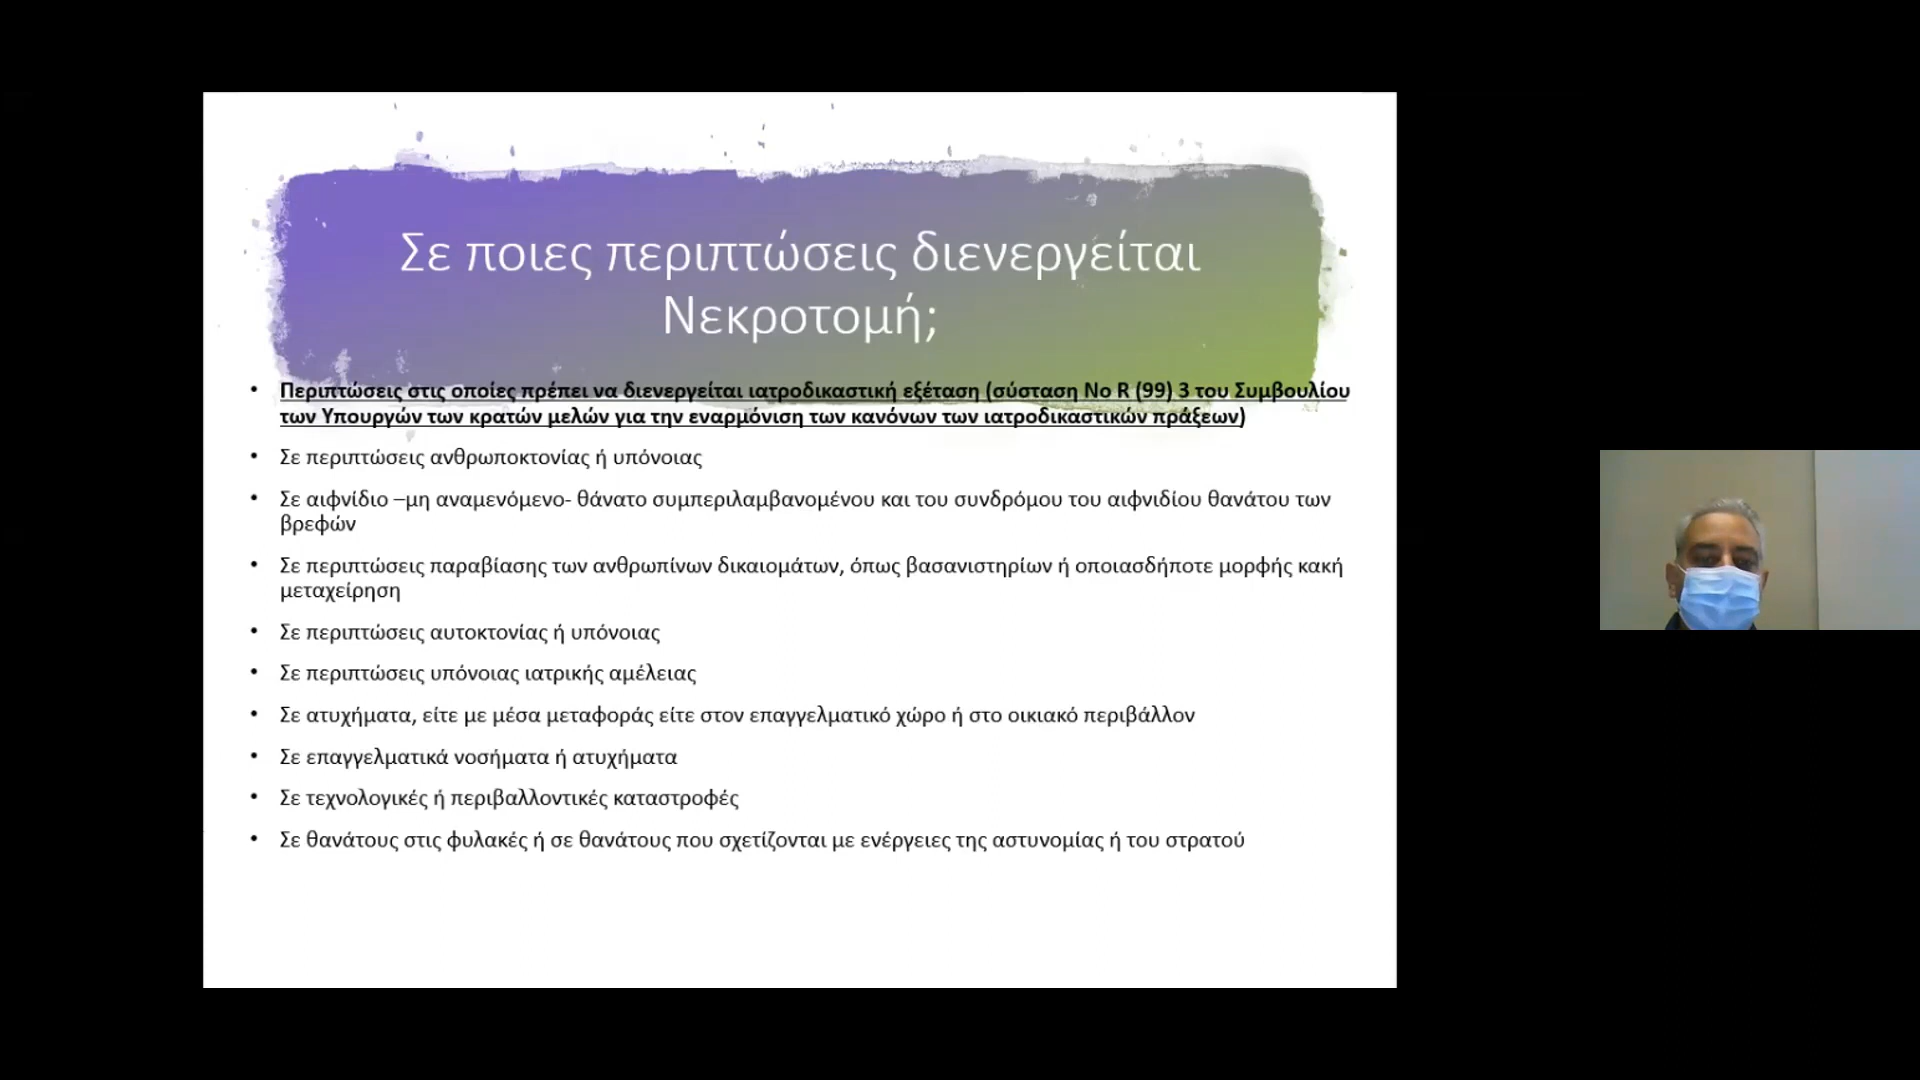 Σε ποιες περιπτώσεις διενεργείται
Νεκροτομή;
• Περιπτώσεις στις οποίες πρέπει να διενεργείται ιατροδικαστική εξέταση (σύσταση Νο R (99) 3 του Συμβουλίου
των Υπουργών των κρατών μελών για την εναρμόνιση των κανόνων των ιατροδικαστικών πράξεων)
• Σε περιπτώσεις ανθρωποκτονίας ή υπόνοιας
• Σε αιφνίδιο –μη αναμενόμενο- θάνατο συμπεριλαμβανομένου και του συνδρόμου του αιφνιδίου θανάτου των
βρεφών
• Σε περιπτώσεις παραβίασης των ανθρωπίνων δικαιομάτων, όπως βασανιστηρίων ή οποιασδήποτε μορφής κακή
μεταχείρηση
• Σε περιπτώσεις αυτοκτονίας ή υπόνοιας
• Σε περιπτώσεις υπόνοιας ιατρικής αμέλειας
• Σε ατυχήματα, είτε με μέσα μεταφοράς είτε στον επαγγελματικό χώρο ή στο οικιακό περιβάλλον
• Σε επαγγελματικά νοσήματα ή ατυχήματα
• Σε τεχνολογικές ή περιβαλλοντικές καταστροφές
• Σε θανάτους στις φυλακές ή σε θανάτους που σχετίζονται με ενέργειες της αστυνομίας ή του στρατού